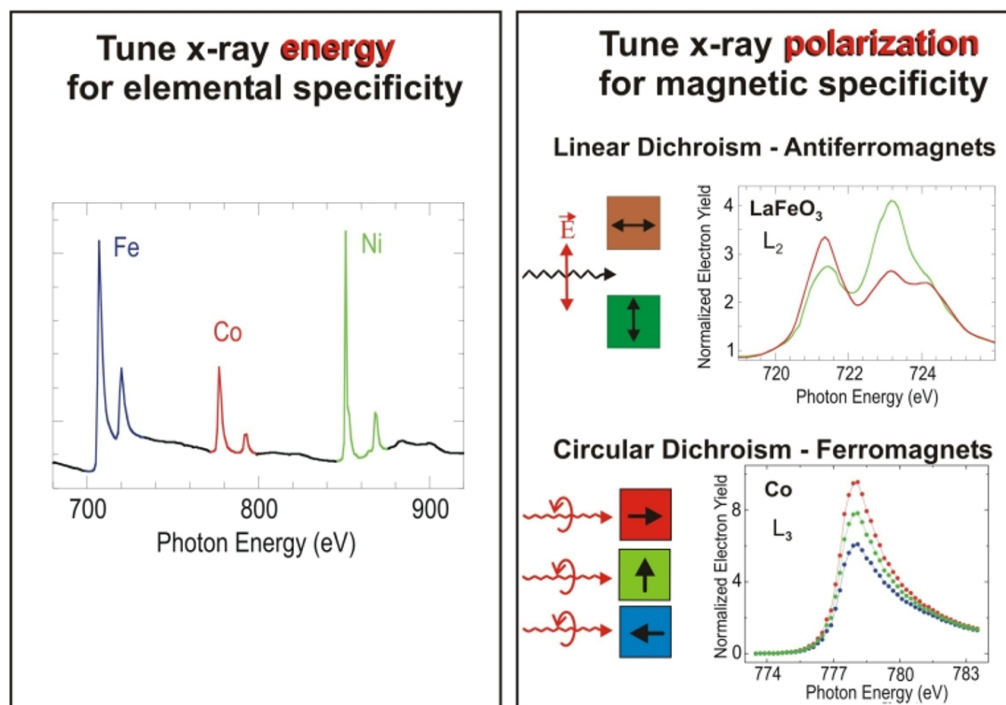 Tune x-ray energy
for elemental specificity
Fe
Co
Ni
700
800
900
Photon Energy (eV)
Tune x-ray polarization
for magnetic specificity
Linear Dichroism - Antiferromagnets
E
Normalized Electron Yield
4
3
2
1
LaFeO₃
L₂
720
722
724
Photon Energy (eV)
Circular Dichroism - Ferromagnets
Normalized Electron Yield
8
4
0
Co
L₃
774
777
780
783
Photon Energy (eV)